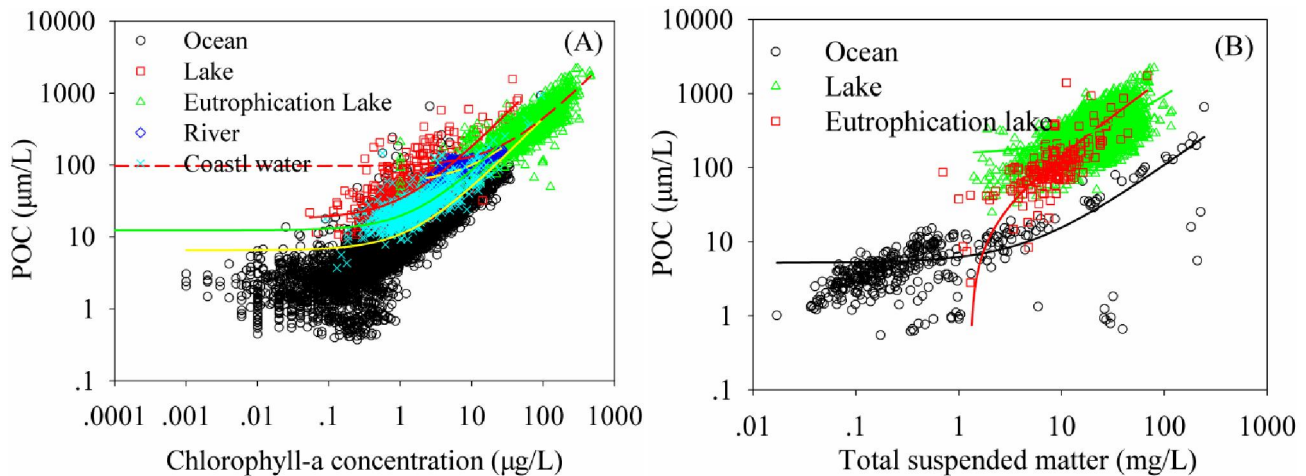 10000
1000
100
10
1
.1
POC (µm/L)
(A)
Ocean
Lake
Eutrophication Lake
River
Coastl water
.0001 .001 .01 .1 1 10 100 1000
Chlorophyll-a concentration (µg/L)
10000
1000
100
10
1
.1
POC (µm/L)
(B)
Ocean
Lake
Eutrophication lake
.01 .1 1 10 100 1000
Total suspended matter (mg/L)